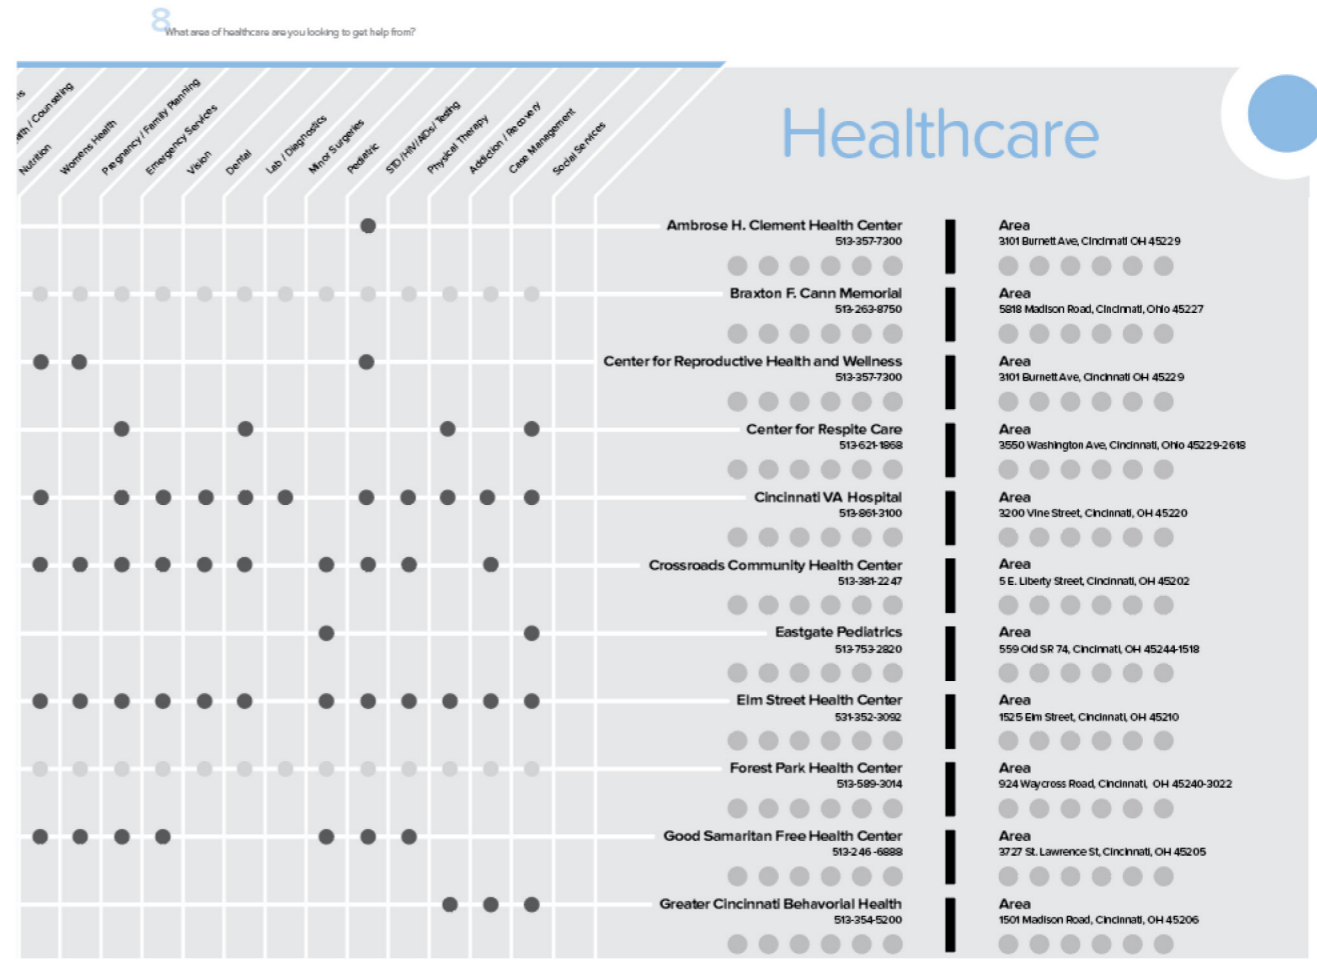 8
What area of healthcare are you looking to get help from?
Healthcare
Nutrition
Womens Health
Pregnancy / Family Planning
Emergency Services
Vision
Dental
Lab / Diagnostics
Minor Surgeries
Pediatric
STD/HIV/AIDs/ Testing
Physical Therapy
Addiction / Recovery
Case Management
Social Services
/ Counseling
Ambrose H. Clement Health Center
513-357-7300
Area
3101 Burnett Ave, Cincinnati OH 45229
Braxton F. Cann Memorial
513-263-8750
Area
5818 Madison Road, Cincinnati, Ohio 45227
Center for Reproductive Health and Wellness
513-357-7300
Area
3101 Burnett Ave, Cincinnati OH 45229
Center for Respite Care
513-621-1868
Area
3550 Washington Ave, Cincinnati, Ohio 45229-2618
Cincinnati VA Hospital
513-861-3100
Area
3200 Vine Street, Cincinnati, OH 45220
Crossroads Community Health Center
513-381-2247
Area
5 E. Liberty Street, Cincinnati, OH 45202
Eastgate Pediatrics
513-753-2820
Area
559 Old SR 74, Cincinnati, OH 45244-1518
Elm Street Health Center
531-352-3092
Area
1525 Elm Street, Cincinnati, OH 45210
Forest Park Health Center
513-589-3014
Area
924 Waycross Road, Cincinnati, OH 45240-3022
Good Samaritan Free Health Center
513-246 -6888
Area
3727 St. Lawrence St, Cincinnati, OH 45205
Greater Cincinnati Behavorial Health
513-354-5200
Area
1501 Madison Road, Cincinnati, OH 45206